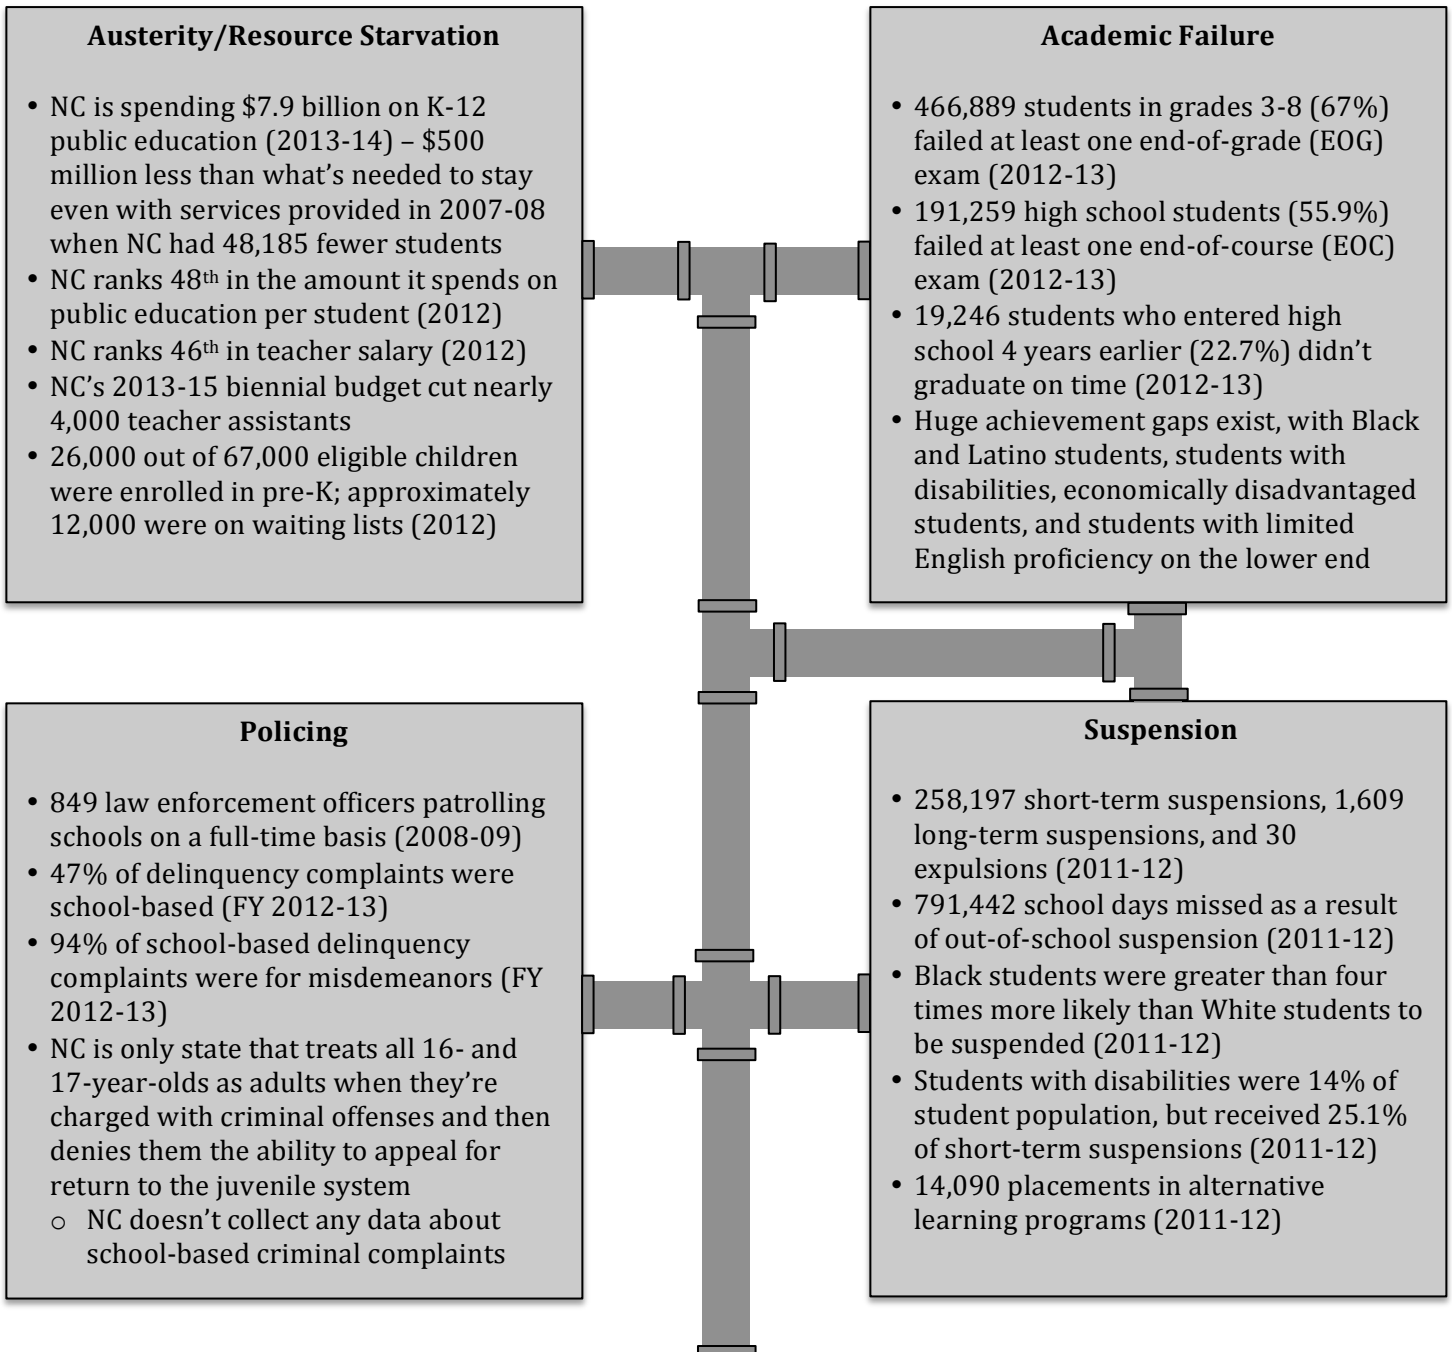 Austerity/Resource Starvation
• NC is spending $7.9 billion on K-12
public education (2013-14) – $500
million less than what's needed to stay
even with services provided in 2007-08
when NC had 48,185 fewer students
• NC ranks 48th in the amount it spends on
public education per student (2012)
• NC ranks 46th in teacher salary (2012)
• NC's 2013-15 biennial budget cut nearly
4,000 teacher assistants
• 26,000 out of 67,000 eligible children
were enrolled in pre-K; approximately
12,000 were on waiting lists (2012)
Academic Failure
• 466,889 students in grades 3-8 (67%)
failed at least one end-of-grade (EOG)
exam (2012-13)
• 191,259 high school students (55.9%)
failed at least one end-of-course (EOC)
exam (2012-13)
• 19,246 students who entered high
school 4 years earlier (22.7%) didn't
graduate on time (2012-13)
• Huge achievement gaps exist, with Black
and Latino students, students with
disabilities, economically disadvantaged
students, and students with limited
English proficiency on the lower end
Policing
• 849 law enforcement officers patrolling
schools on a full-time basis (2008-09)
• 47% of delinquency complaints were
school-based (FY 2012-13)
• 94% of school-based delinquency
complaints were for misdemeanors (FY
2012-13)
• NC is only state that treats all 16- and
17-year-olds as adults when they're
charged with criminal offenses and then
denies them the ability to appeal for
return to the juvenile system
o NC doesn't collect any data about
school-based criminal complaints
Suspension
• 258,197 short-term suspensions, 1,609
long-term suspensions, and 30
expulsions (2011-12)
• 791,442 school days missed as a result
of out-of-school suspension (2011-12)
• Black students were greater than four
times more likely than White students to
be suspended (2011-12)
• Students with disabilities were 14% of
student population, but received 25.1%
of short-term suspensions (2011-12)
• 14,090 placements in alternative
learning programs (2011-12)